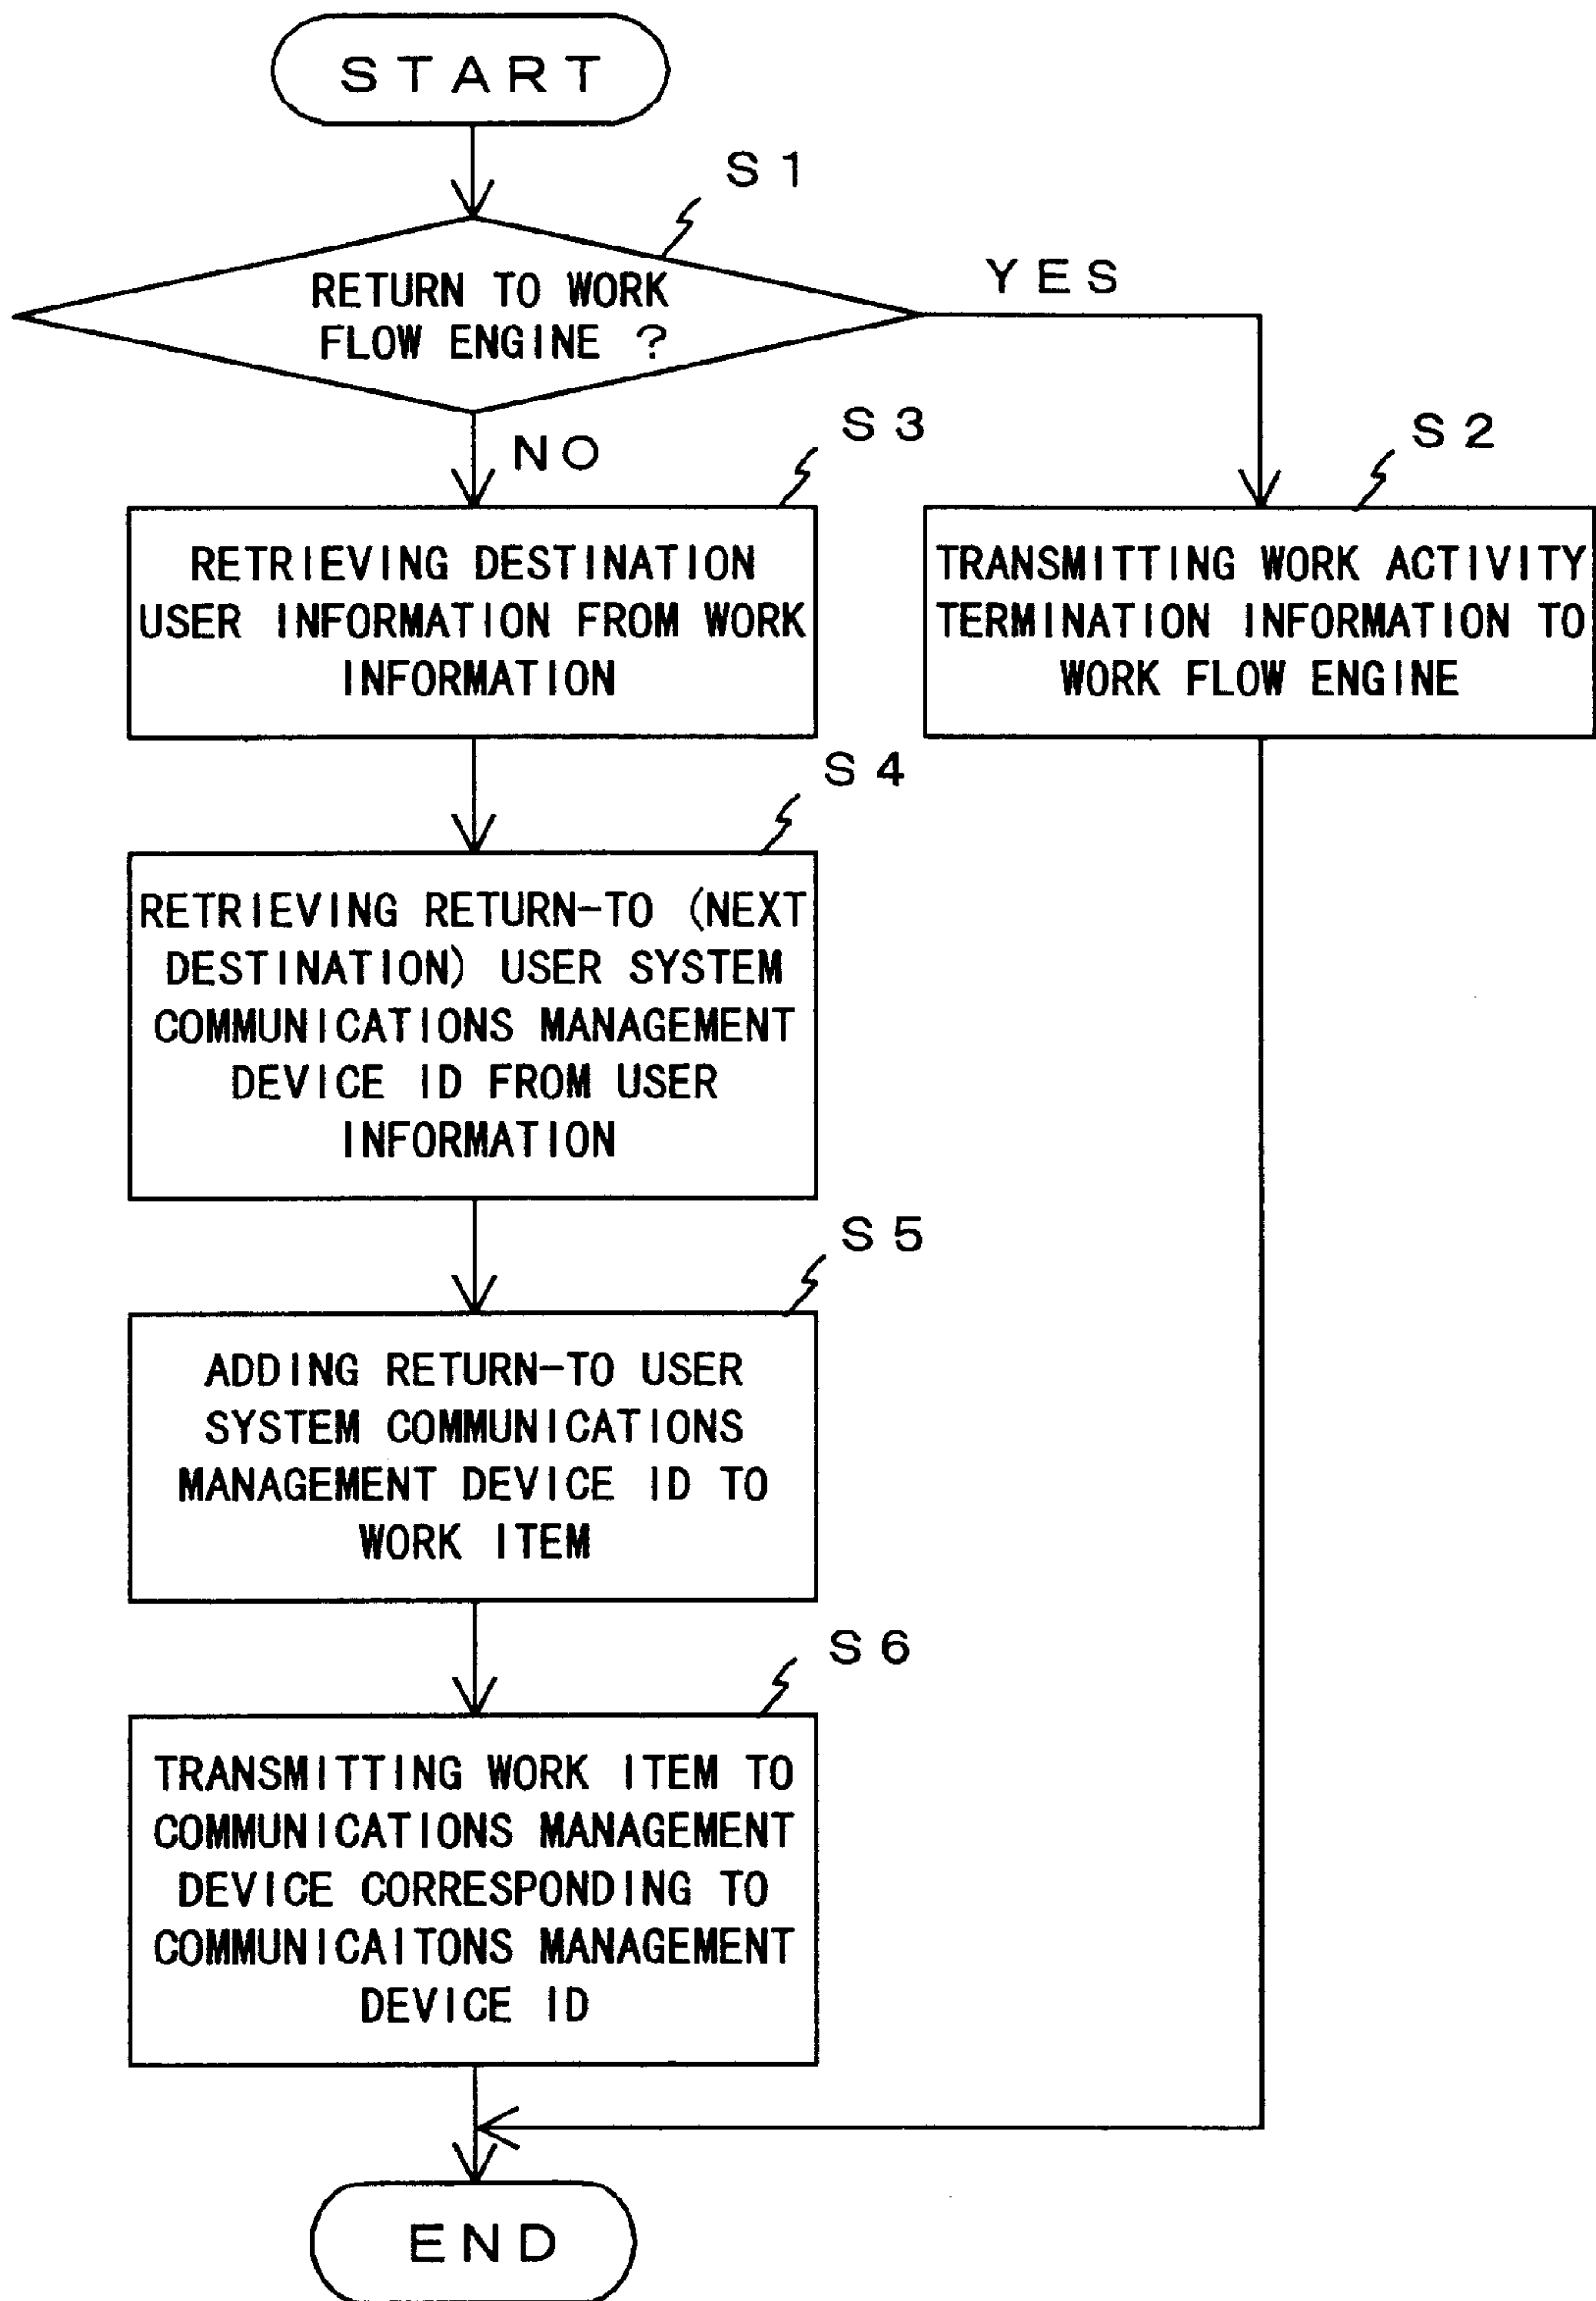 START
S1
RETURN TO WORK
FLOW ENGINE ?
YES
NO
S3
RETRIEVING DESTINATION
USER INFORMATION FROM WORK
INFORMATION
S2
TRANSMITTING WORK ACTIVITY
TERMINATION INFORMATION TO
WORK FLOW ENGINE
S4
RETRIEVING RETURN-TO (NEXT
DESTINATION) USER SYSTEM
COMMUNICATIONS MANAGEMENT
DEVICE ID FROM USER
INFORMATION
S5
ADDING RETURN-TO USER
SYSTEM COMMUNICATIONS
MANAGEMENT DEVICE ID TO
WORK ITEM
S6
TRANSMITTING WORK ITEM TO
COMMUNICATIONS MANAGEMENT
DEVICE CORRESPONDING TO
COMMUNICAITONS MANAGEMENT
DEVICE ID
END